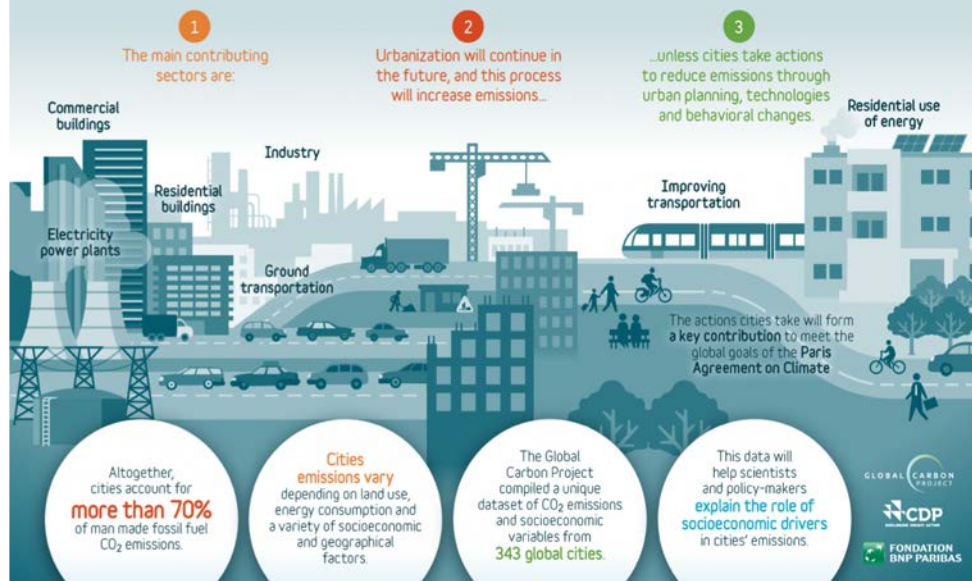 1
The main contributing
sectors are:
2
Urbanization will continue in
the future, and this process
will increase emissions...
3
...unless cities take actions
to reduce emissions through
urban planning, technologies
and behavioral changes.
Commercial
buildings
Industry
Residential
buildings
Electricity
power plants
Ground
transportation
Improving
transportation
Residential use
of energy
The actions cities take will form
a key contribution to meet the
global goals of the Paris
Agreement on Climate
Altogether,
cities account for
more than 70%
of man made fossil fuel
CO₂ emissions.
Cities
emissions vary
depending on land use,
energy consumption and
a variety of socioeconomic
and geographical
factors.
The Global
Carbon Project
compiled a unique
dataset of CO₂ emissions
and socioeconomic
variables from
343 global cities.
This data will
help scientists
and policy-makers
explain the role of
socioeconomic drivers
in cities' emissions.
GLOBAL CARBON
PROJECT
CDP
FONDATION
BNP PARIBAS